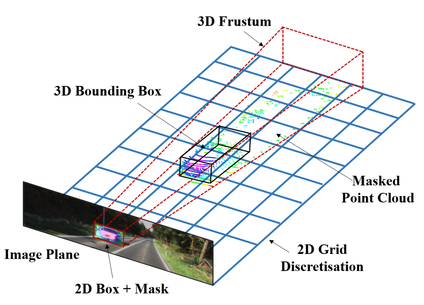 3D Frustum
3D Bounding Box
Masked
Point Cloud
Image Plane
2D Grid
Discretisation
2D Box + Mask